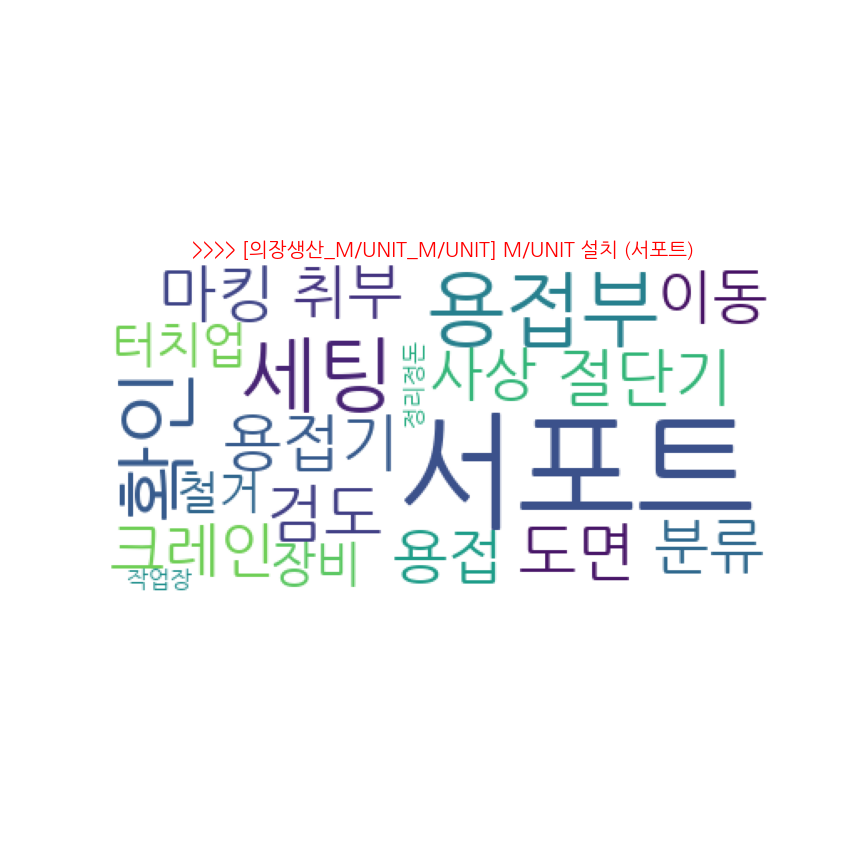 >>>> [의장생산_M/UNIT_M/UNIT] M/UNIT 설치 (서포트)
마킹 취부
용접부
이동
터치업
세팅
정리정돈
사상 절단기
확인
용접기
서포트
철거
검도
크레인
장비
용접
도면
분류
작업장